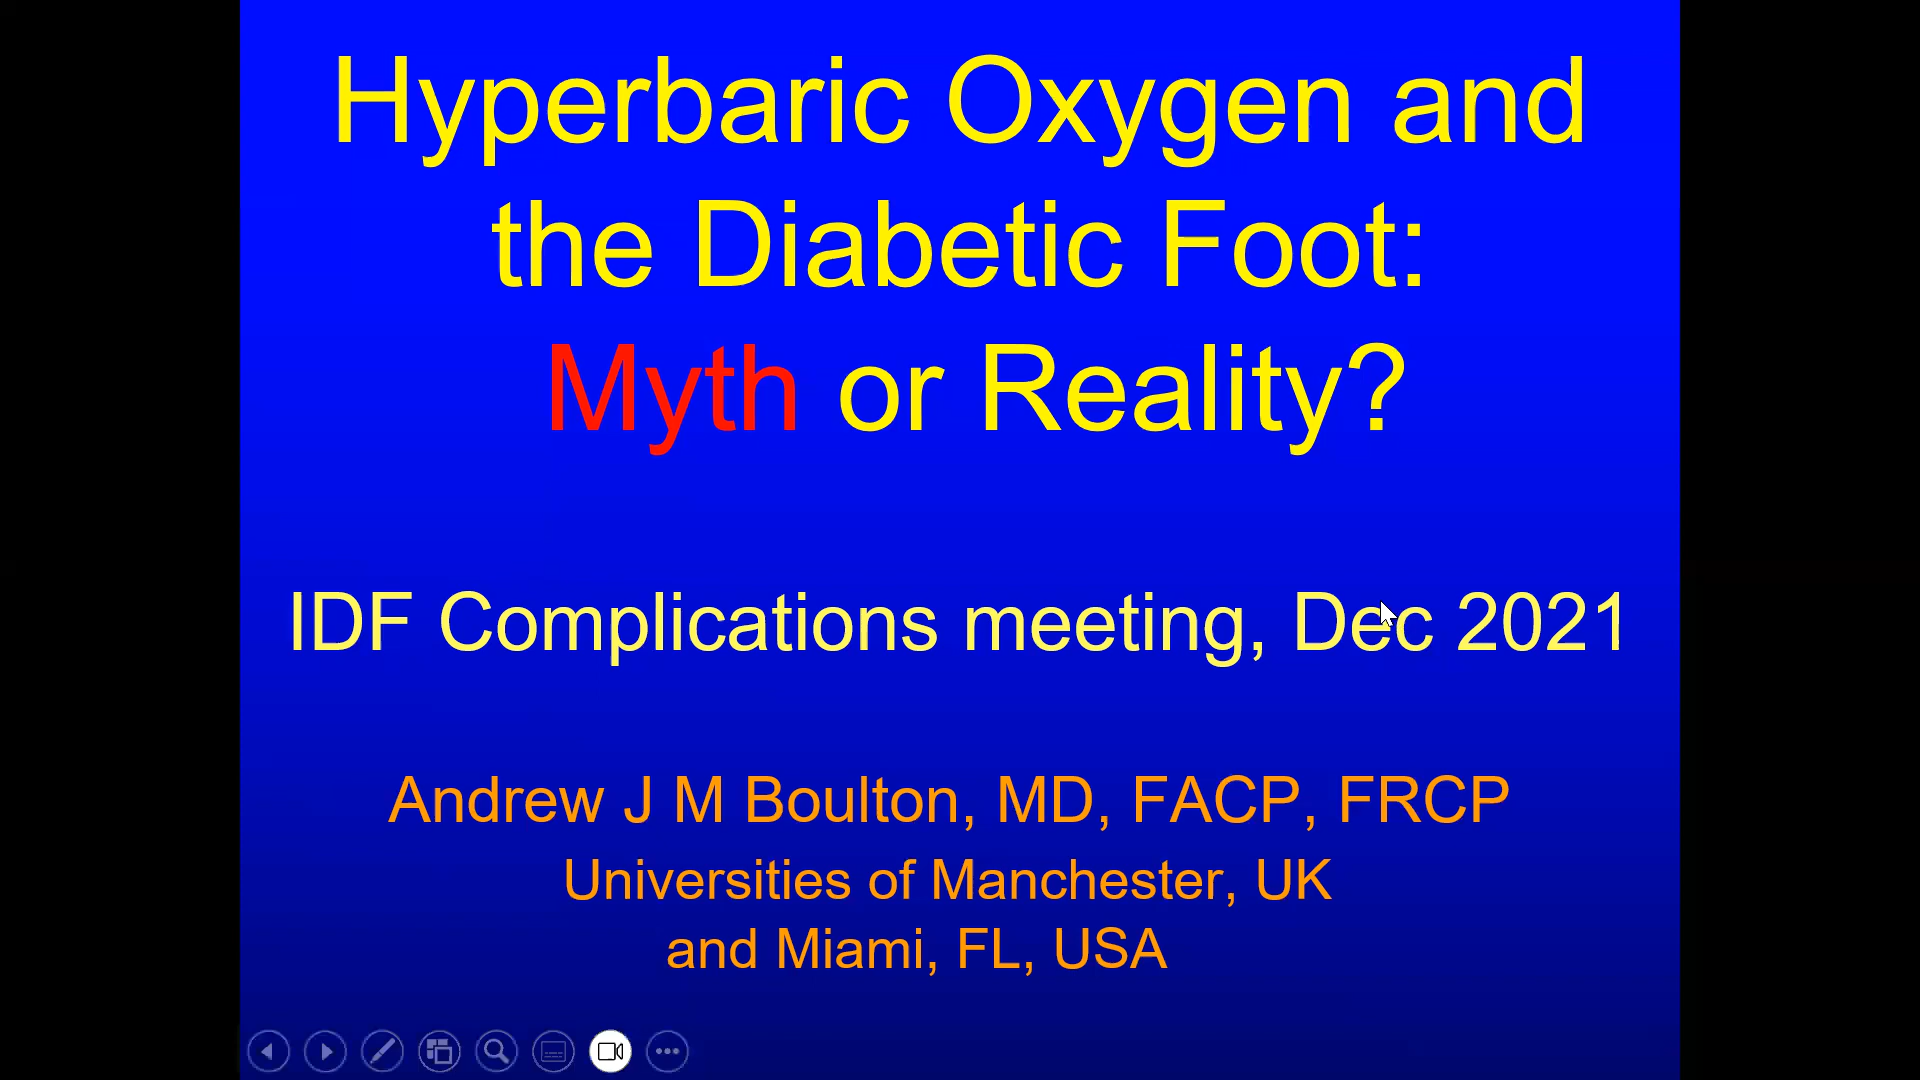 Hyperbaric Oxygen and
the Diabetic Foot:
Myth or Reality?
IDF Complications meeting, Dec 2021
Andrew J M Boulton, MD, FACP, FRCP
Universities of Manchester, UK
and Miami, FL, USA